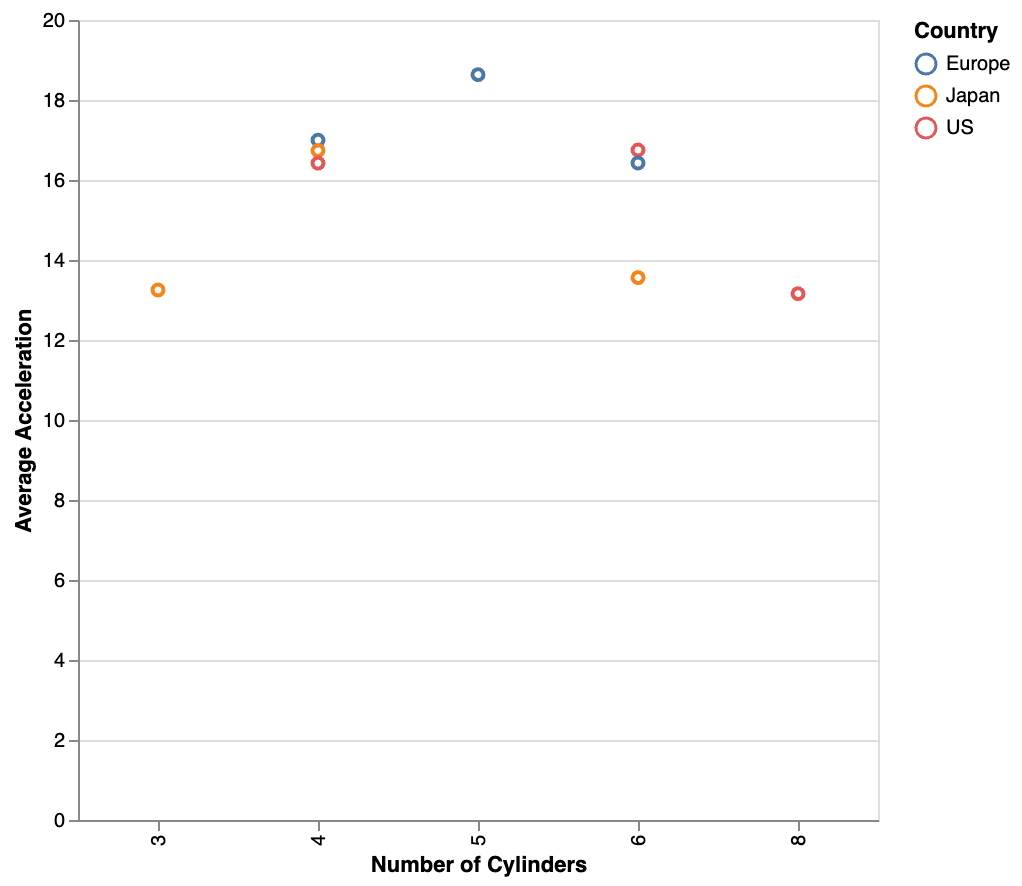 20
18
16
14
12
10
8
6
4
2
0
Average Acceleration
3 4 5 6 8
Number of Cylinders
Country
Europe
Japan
US